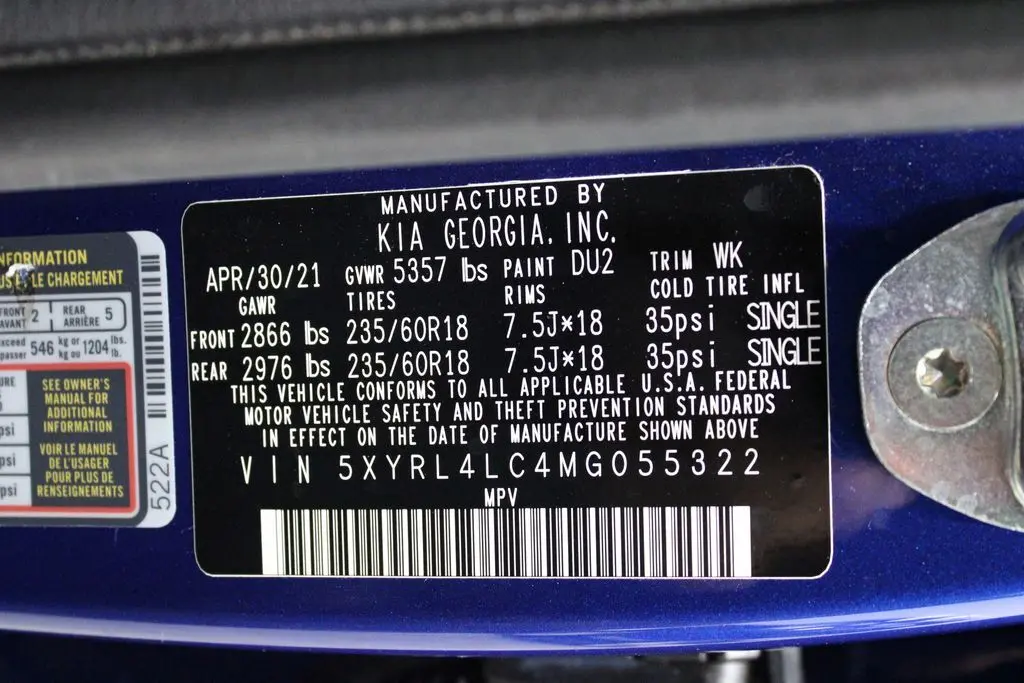 NFORMATION
LE CHARGEMENT
FRONT AVANT 2 REAR ARRIÈRE 5
546 kg or kg ou 1204 lbs. lb.
SEE OWNER'S
MANUAL FOR
ADDITIONAL
INFORMATION
VOIR LE MANUEL
DE L'USAGER
POUR PLUS DE
RENSEIGNEMENTS
psi
psi
psi
522A
MANUFACTURED BY
KIA GEORGIA, INC.
APR/30/21 GVWR 5357 lbs PAINT DU2 TRIM WK
GAWR TIRES RIMS COLD TIRE INFL
FRONT 2866 lbs 235/60R18 7.5J*18 35psi SINGLE
REAR 2976 lbs 235/60R18 7.5J*18 35psi SINGLE
THIS VEHICLE CONFORMS TO ALL APPLICABLE U.S.A. FEDERAL
MOTOR VEHICLE SAFETY AND THEFT PREVENTION STANDARDS
IN EFFECT ON THE DATE OF MANUFACTURE SHOWN ABOVE
VIN 5XYRL4LC4MG055322
MPV